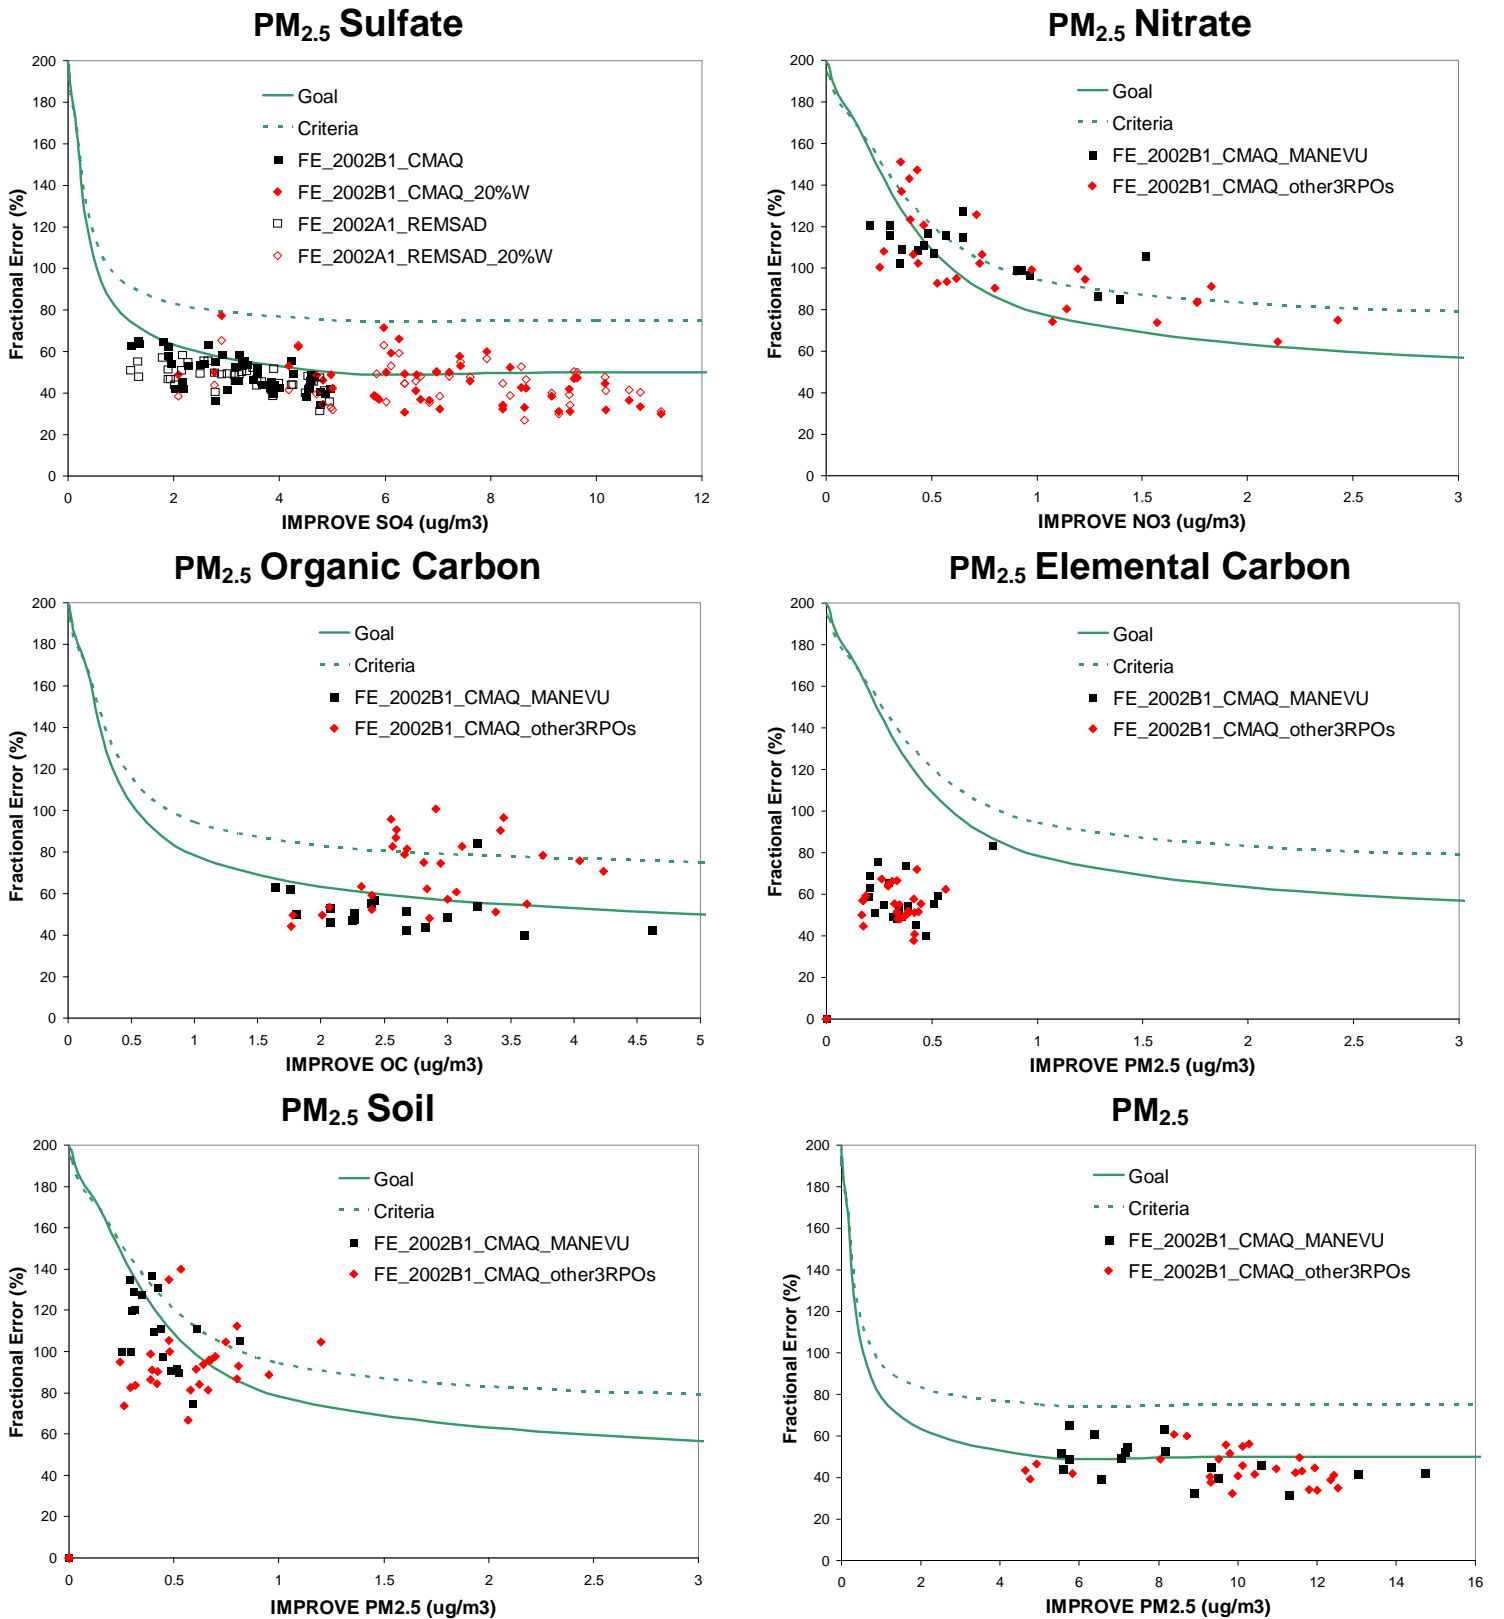 PM2.5 Sulfate
200
180
160
140
120
100
80
60
40
20
0
Fractional Error (%)
Goal
Criteria
FE_2002B1_CMAQ
FE_2002B1_CMAQ_20%W
FE_2002A1_REMSAD
FE_2002A1_REMSAD_20%W
0 2 4 6 8 10 12
IMPROVE SO4 (ug/m3)
PM2.5 Nitrate
200
180
160
140
120
100
80
60
40
20
0
Fractional Error (%)
Goal
Criteria
FE_2002B1_CMAQ_MANEVU
FE_2002B1_CMAQ_other3RPOs
0 0.5 1 1.5 2 2.5 3
IMPROVE NO3 (ug/m3)
PM2.5 Organic Carbon
200
180
160
140
120
100
80
60
40
20
0
Fractional Error (%)
Goal
Criteria
FE_2002B1_CMAQ_MANEVU
FE_2002B1_CMAQ_other3RPOs
0 0.5 1 1.5 2 2.5 3 3.5 4 4.5 5
IMPROVE OC (ug/m3)
PM2.5 Elemental Carbon
200
180
160
140
120
100
80
60
40
20
0
Fractional Error (%)
Goal
Criteria
FE_2002B1_CMAQ_MANEVU
FE_2002B1_CMAQ_other3RPOs
0 0.5 1 1.5 2 2.5 3
IMPROVE PM2.5 (ug/m3)
PM2.5 Soil
200
180
160
140
120
100
80
60
40
20
0
Fractional Error (%)
Goal
Criteria
FE_2002B1_CMAQ_MANEVU
FE_2002B1_CMAQ_other3RPOs
0 0.5 1 1.5 2 2.5 3
IMPROVE PM2.5 (ug/m3)
PM2.5
200
180
160
140
120
100
80
60
40
20
0
Fractional Error (%)
Goal
Criteria
FE_2002B1_CMAQ_MANEVU
FE_2002B1_CMAQ_other3RPOs
0 2 4 6 8 10 12 14 16
IMPROVE PM2.5 (ug/m3)